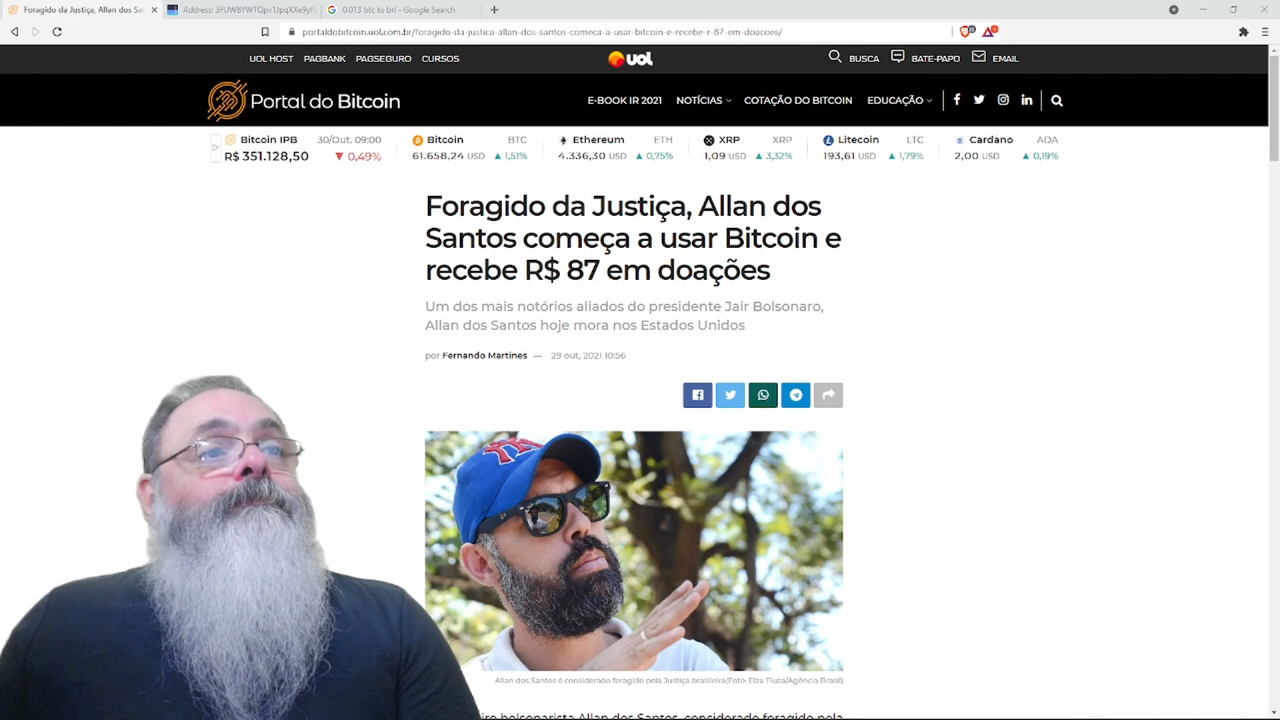 Foragido da Justiça, Allan dos Sa
0.013 btc to brl - Google Search
portaldobitcoin.uol.com.br/foragido-da-justica-allan-dos-santos-comeca-a-usar-bitcoin-e-recebe-r-87-em-doacoes/
UOL HOST PAGBANK PAGSEGURO CURSOS
UOL
BUSCA BATE-PAPO EMAIL
Portal do Bitcoin
E-BOOK IR 2021 NOTÍCIAS COTAÇÃO DO BITCOIN EDUCAÇÃO
Bitcoin IPB 30/Out. 09:00 Bitcoin BTC Ethereum ETH XRP XRP Litecoin LTC Cardano ADA
R$ 351.128,50 ▼ 0,49% 61.658,24 USD ▲ 1,51% 4.336,30 USD ▲ 0,75% 1,09 USD ▲ 3,32% 193,61 USD ▲ 1,79% 2,00 USD ▲ 0,19%
Foragido da Justiça, Allan dos
Santos começa a usar Bitcoin e
recebe R$ 87 em doações
Um dos mais notórios aliados do presidente Jair Bolsonaro,
Allan dos Santos hoje mora nos Estados Unidos
por Fernando Martines — 29 out, 2021 10:56
Allan dos Santos é considerado foragido pela Justiça brasileira(Foto: Elza Fiuza/Agência Brasil)
bolsonarista Allan dos Santos, considerado foragido pela